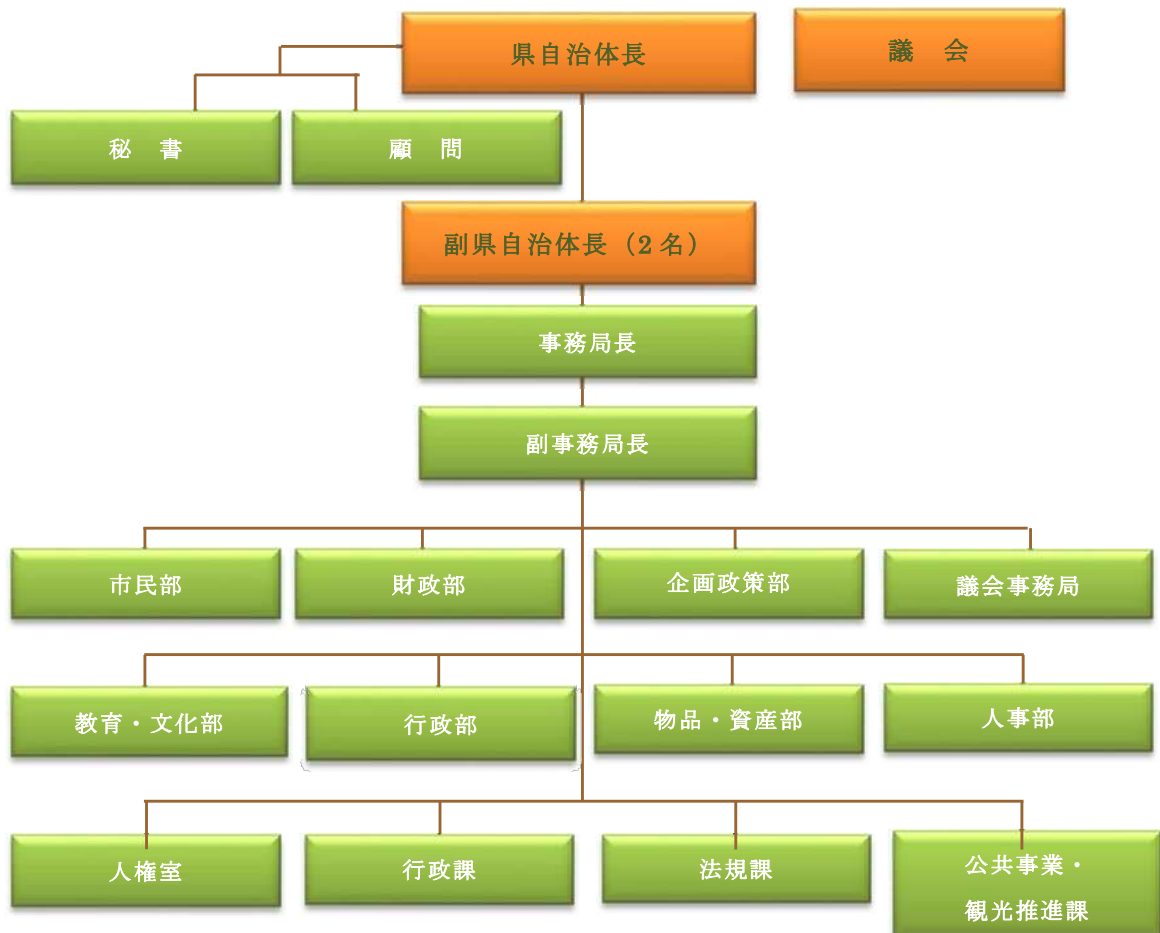 県自治体長
議　会
秘　書
顧　問
副県自治体長（2名）
事務局長
副事務局長
市民部
財政部
企画政策部
議会事務局
教育・文化部
行政部
物品・資産部
人事部
人権室
行政課
法規課
公共事業・
観光推進課